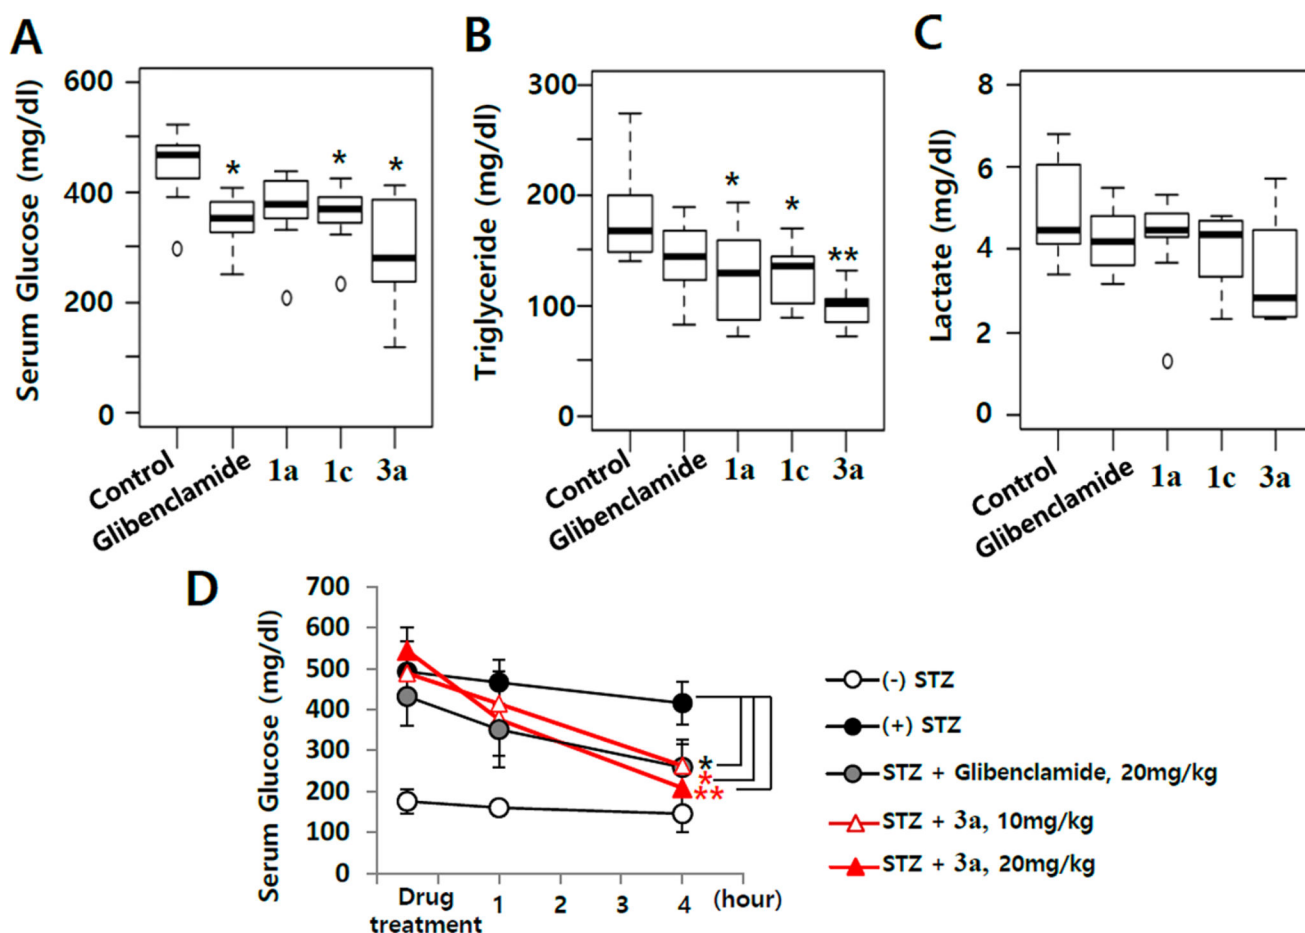 A
B
C
Serum Glucose (mg/dl)
600
400
200
0
*
*
*
Control
Glibenclamide
1a
1c
3a
Triglyceride (mg/dl)
300
200
100
0
*
*
**
Control
Glibenclamide
1a
1c
3a
Lactate (mg/dl)
8
6
4
2
0
Control
Glibenclamide
1a
1c
3a
D
Serum Glucose (mg/dl)
700
600
500
400
300
200
100
0
*
*
**
Drug
treatment
1
2
3
4
(hour)
(-) STZ
(+) STZ
STZ + Glibenclamide, 20mg/kg
STZ + 3a, 10mg/kg
STZ + 3a, 20mg/kg